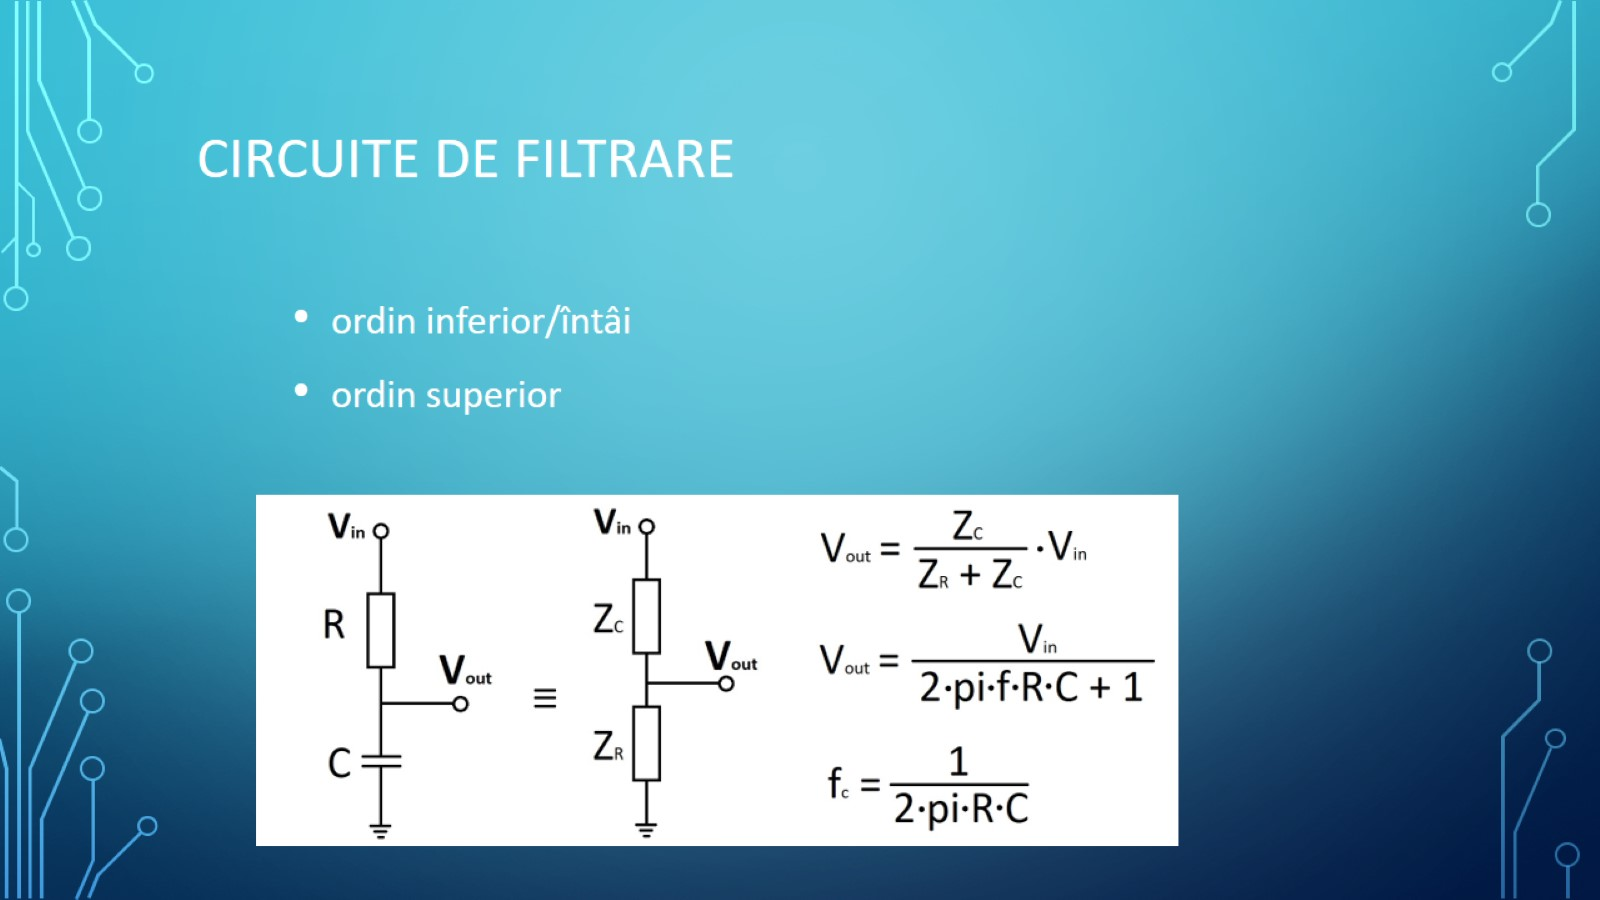 CIRCUITE DE FILTRARE
• ordin inferior/întâi
• ordin superior
Vin
R
Vout
C
≡
Vin
ZC
Vout
ZR
Vout = ZC / ZR + ZC ·Vin
Vout = Vin / 2·pi·f·R·C + 1
fc = 1 / 2·pi·R·C